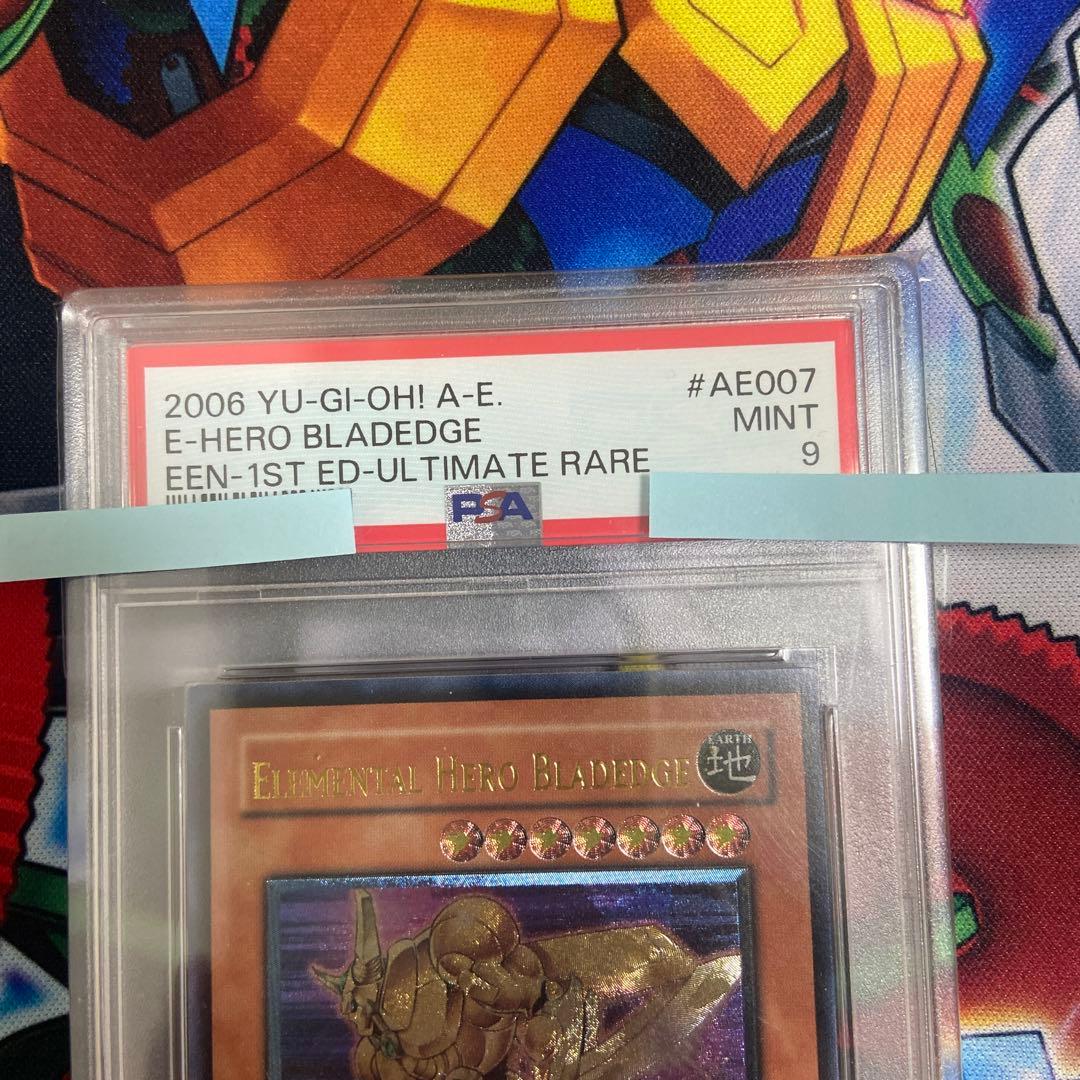 2006 YU-GI-OH! A-E. #AE007
E-HERO BLADEDGE MINT
EEN-1ST ED-ULTIMATE RARE 9
PSA
ELEMENTAL HERO BLADEDGE
EARTH
地